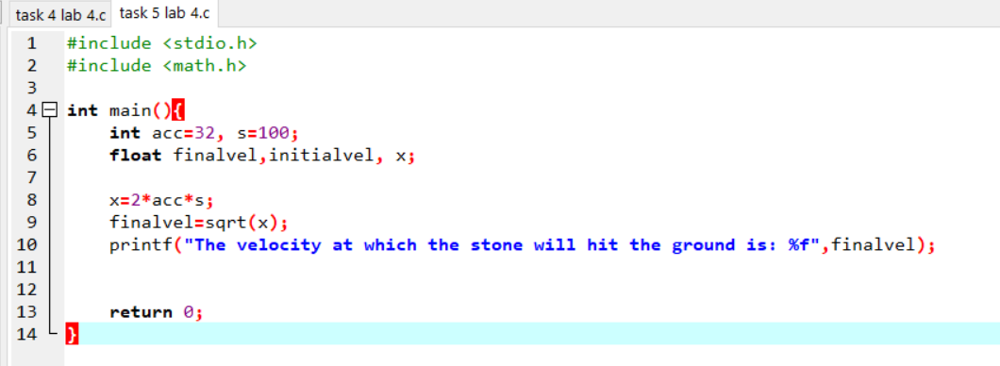 task 4 lab 4.c task 5 lab 4.c
1 #include <stdio.h>
2 #include <math.h>
3
4 int main(){
5 int acc=32, s=100;
6 float finalvel,initialvel, x;
7
8 x=2*acc*s;
9 finalvel=sqrt(x);
10 printf("The velocity at which the stone will hit the ground is: %f",finalvel);
11
12
13 return 0;
14 }